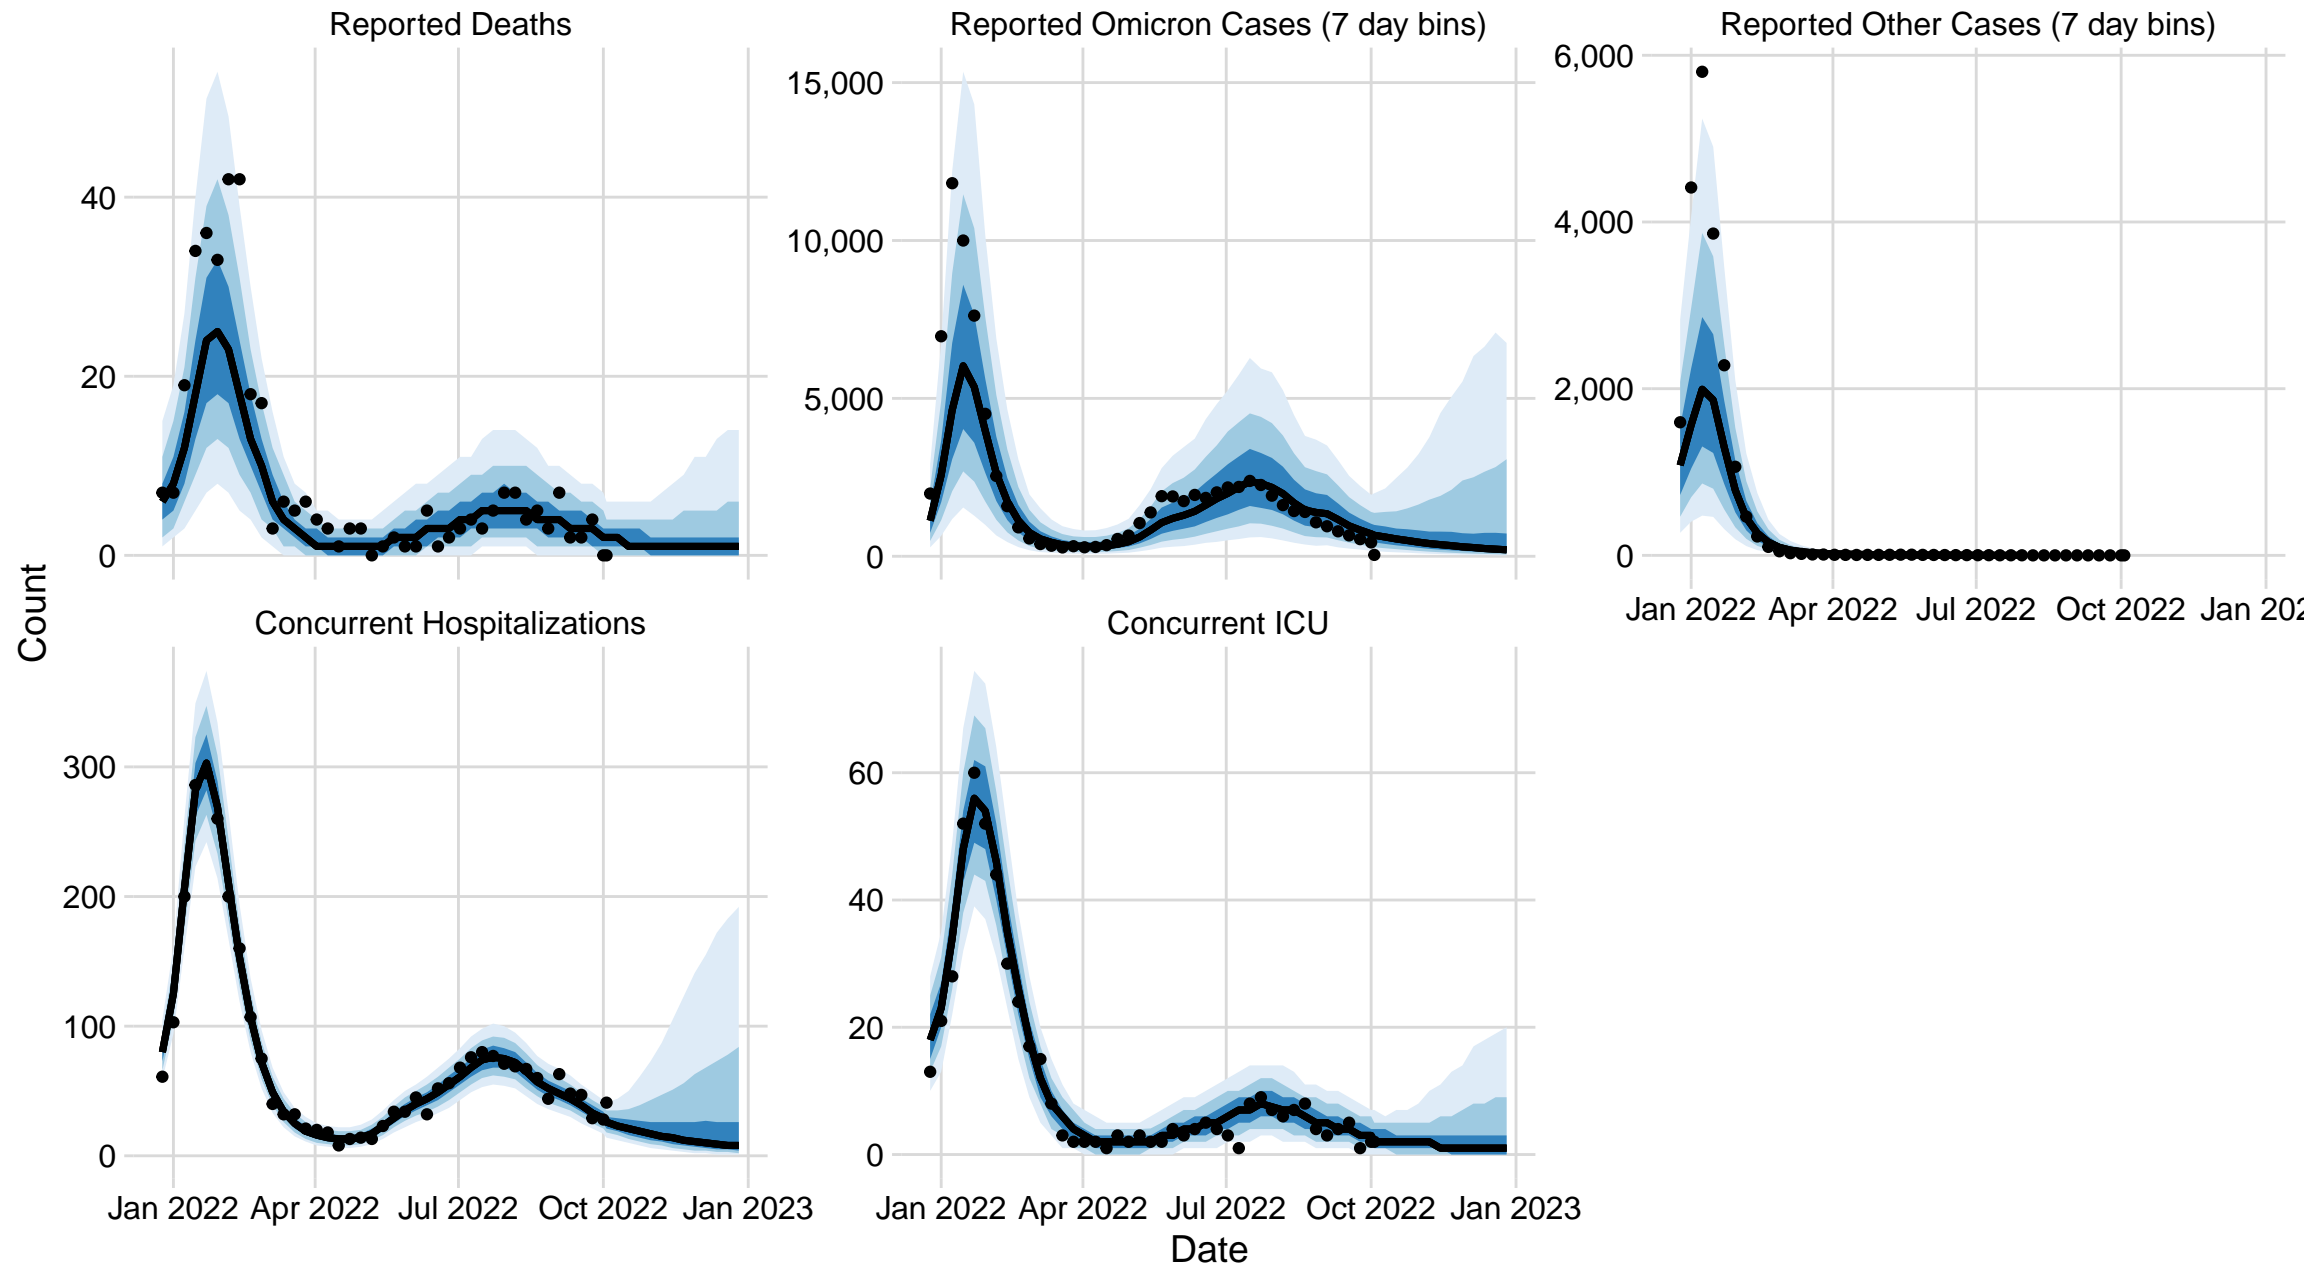 Reported Deaths
Reported Omicron Cases (7 day bins)
Reported Other Cases (7 day bins)
40
20
0
15,000
10,000
5,000
0
6,000
4,000
2,000
0
Jan 2022 Apr 2022 Jul 2022 Oct 2022 Jan 202
Count
Concurrent Hospitalizations
Concurrent ICU
300
200
100
0
60
40
20
0
Jan 2022 Apr 2022 Jul 2022 Oct 2022 Jan 2023
Jan 2022 Apr 2022 Jul 2022 Oct 2022 Jan 2023
Date